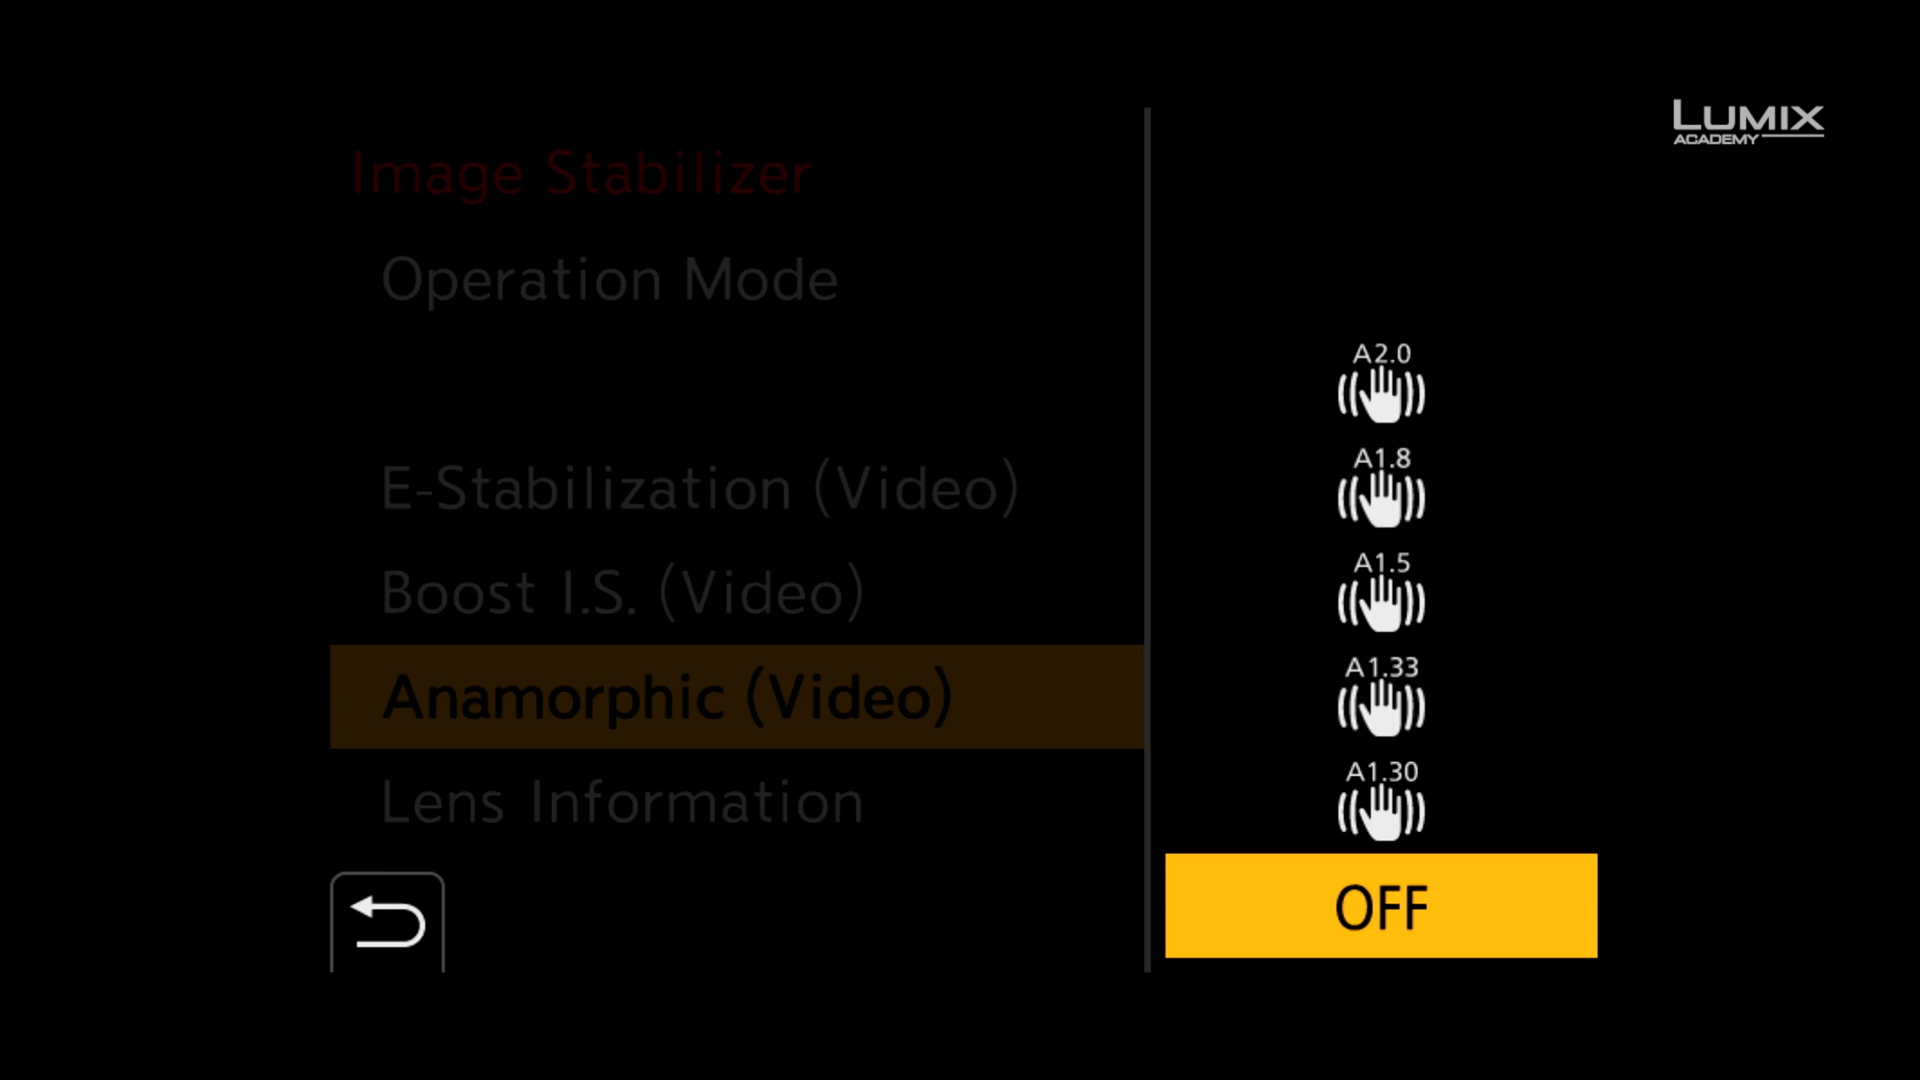 LUMIX
ACADEMY
Image Stabilizer
Operation Mode
E-Stabilization (Video)
Boost I.S. (Video)
Anamorphic (Video)
Lens Information
A2.0
A1.8
A1.5
A1.33
A1.30
OFF